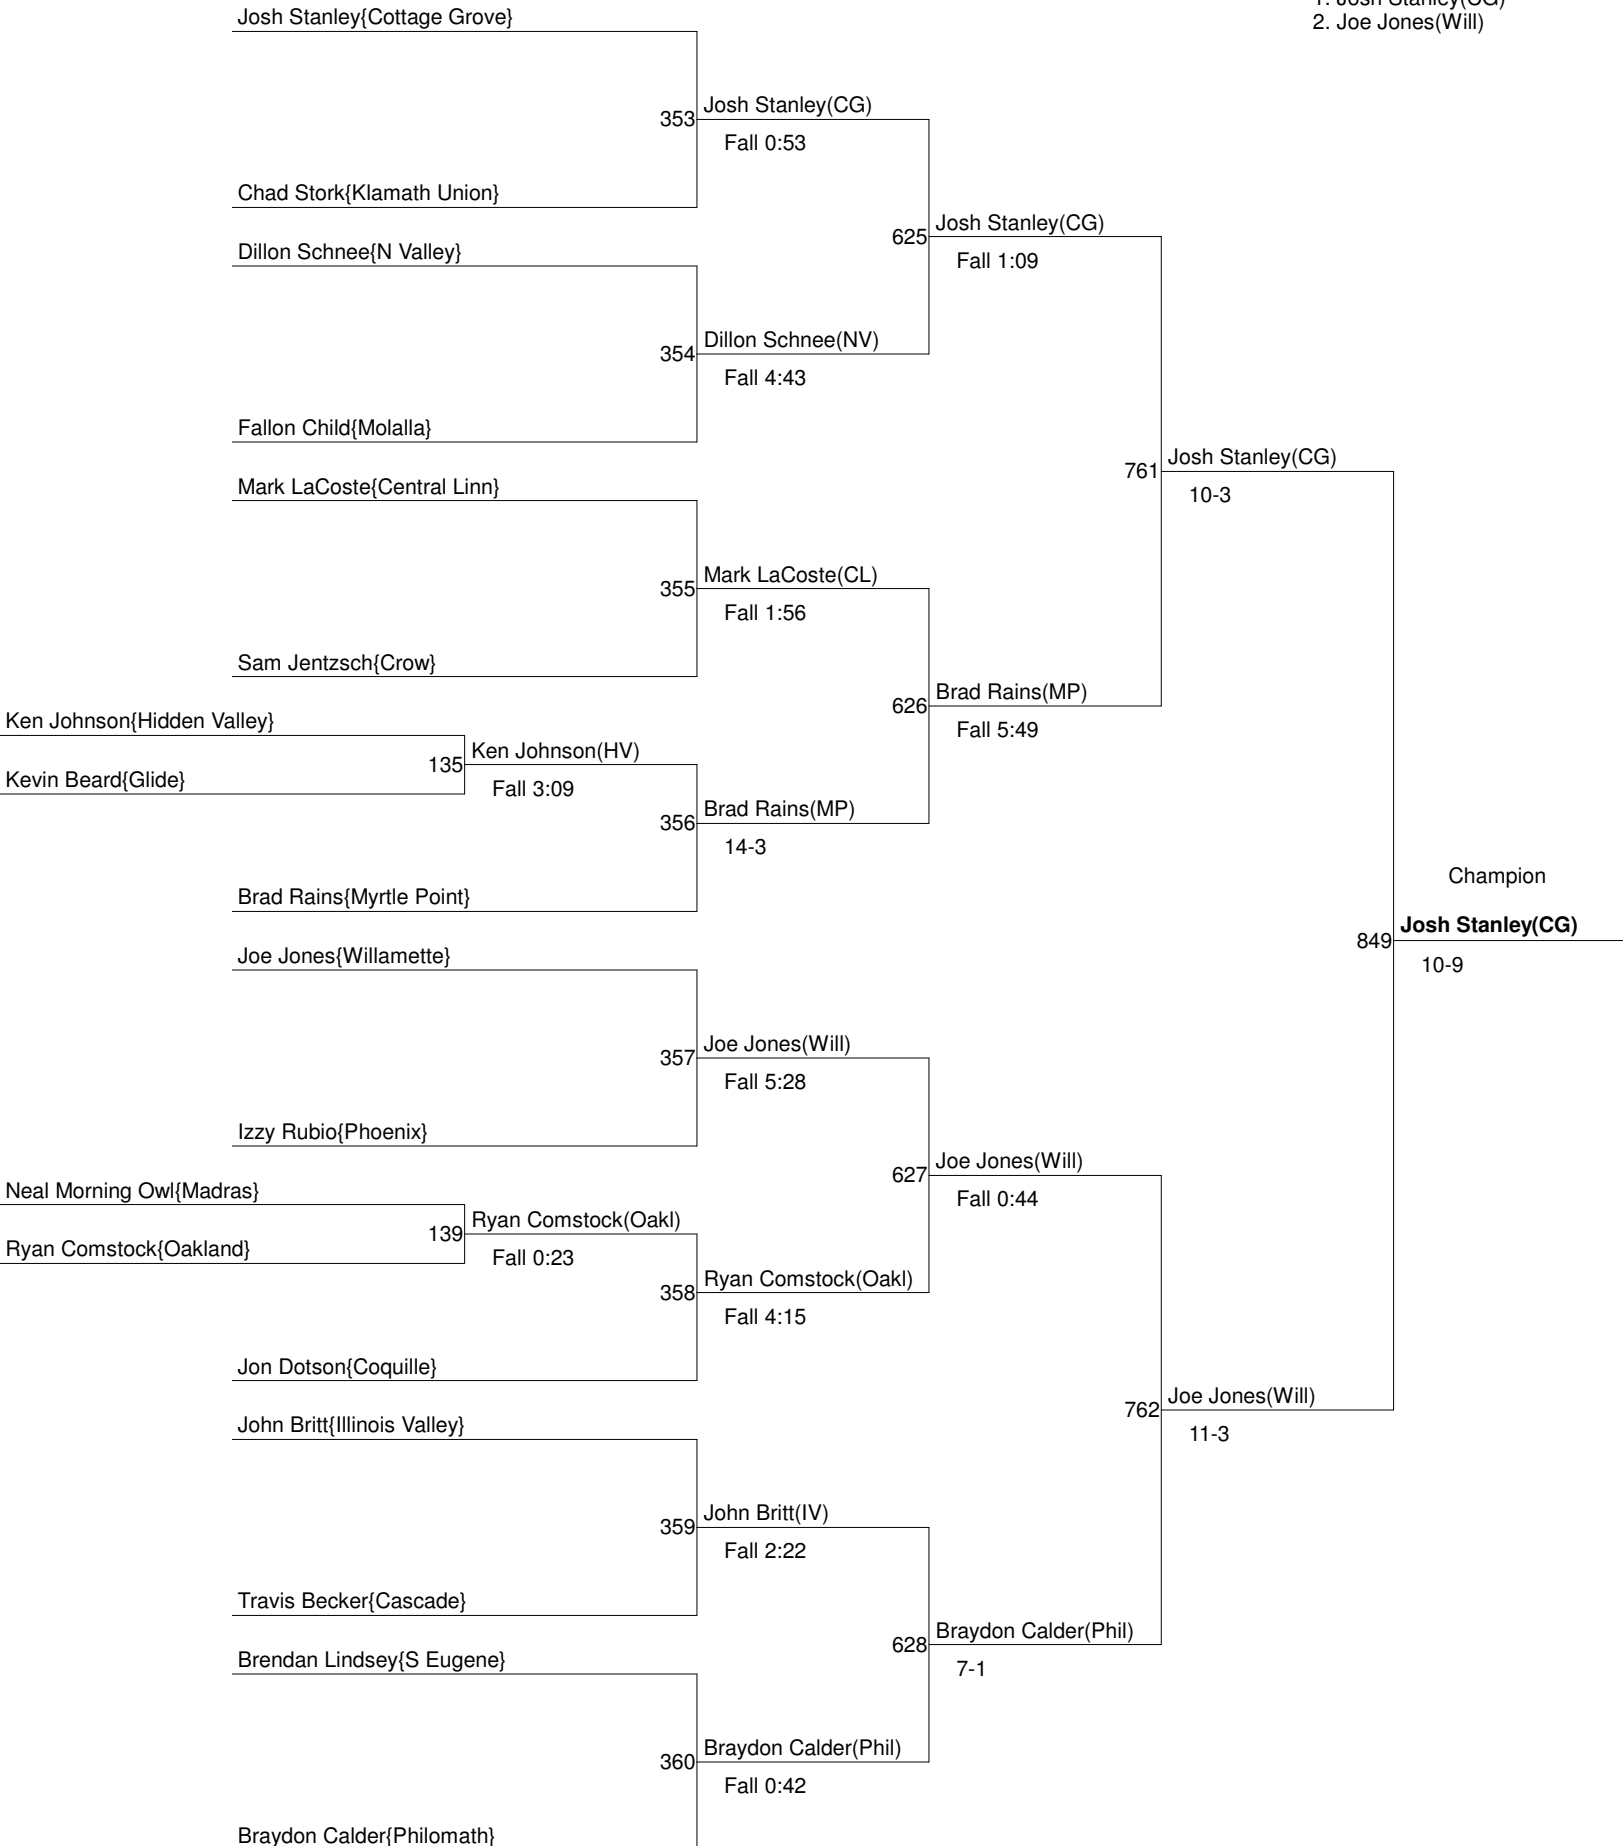 Josh Stanley{Cottage Grove}
1. Josh Stanley(CG)
2. Joe Jones(Will)
353
Josh Stanley(CG)
Fall 0:53
Chad Stork{Klamath Union}
625
Josh Stanley(CG)
Fall 1:09
Dillon Schnee{N Valley}
354
Dillon Schnee(NV)
Fall 4:43
Fallon Child{Molalla}
761
Josh Stanley(CG)
10-3
Mark LaCoste{Central Linn}
355
Mark LaCoste(CL)
Fall 1:56
Sam Jentzsch{Crow}
626
Brad Rains(MP)
Fall 5:49
Ken Johnson{Hidden Valley}
135
Ken Johnson(HV)
Fall 3:09
Kevin Beard{Glide}
356
Brad Rains(MP)
14-3
Brad Rains{Myrtle Point}
Champion
849
Josh Stanley(CG)
10-9
Joe Jones{Willamette}
357
Joe Jones(Will)
Fall 5:28
Izzy Rubio{Phoenix}
627
Joe Jones(Will)
Fall 0:44
Neal Morning Owl{Madras}
139
Ryan Comstock(Oakl)
Fall 0:23
Ryan Comstock{Oakland}
358
Ryan Comstock(Oakl)
Fall 4:15
Jon Dotson{Coquille}
762
Joe Jones(Will)
11-3
John Britt{Illinois Valley}
359
John Britt(IV)
Fall 2:22
Travis Becker{Cascade}
628
Braydon Calder(Phil)
7-1
Brendan Lindsey{S Eugene}
360
Braydon Calder(Phil)
Fall 0:42
Braydon Calder{Philomath}